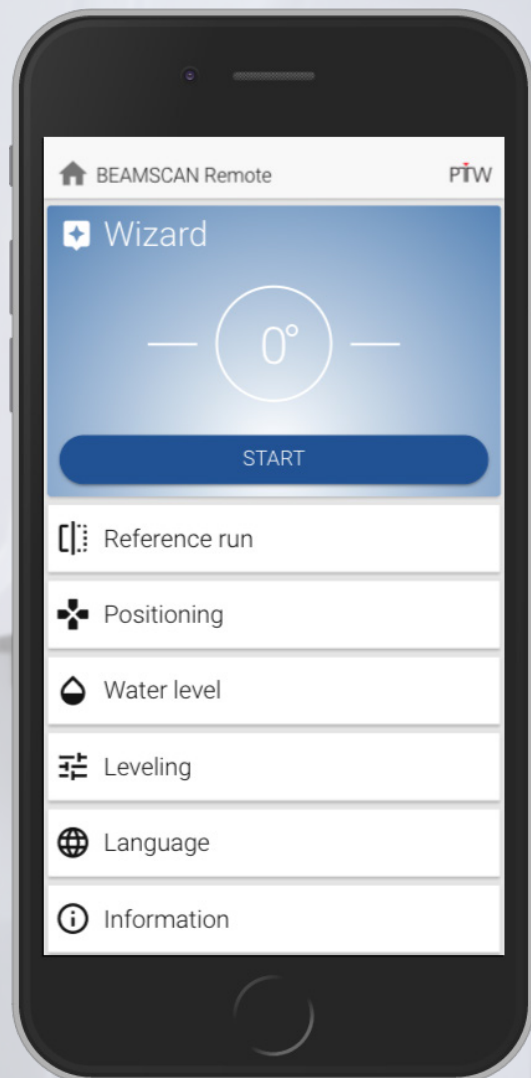 BEAMSCAN Remote
PTW
Wizard
0°
START
Reference run
Positioning
Water level
Leveling
Language
Information